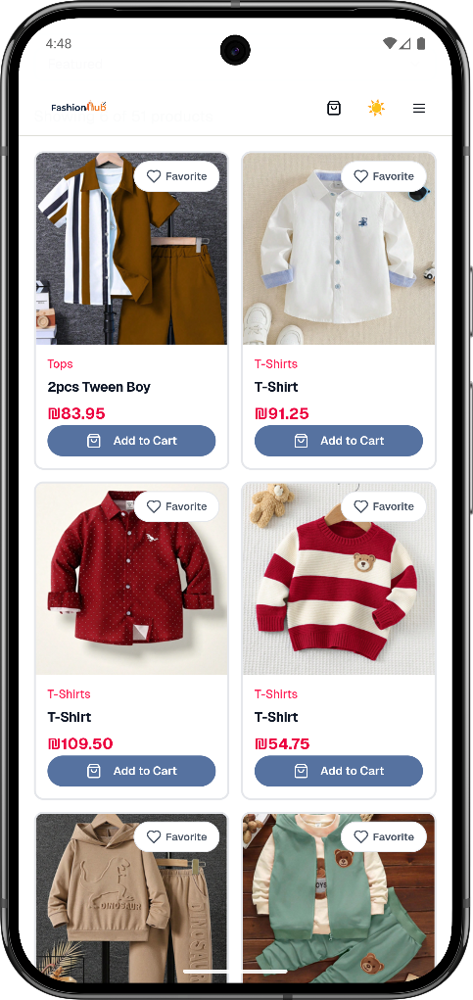 4:48
FashionHub
Favorite
Favorite
Tops
T-Shirts
2pcs Tween Boy
T-Shirt
₪83.95
₪91.25
Add to Cart
Add to Cart
Favorite
Favorite
T-Shirts
T-Shirts
T-Shirt
T-Shirt
₪109.50
₪54.75
Add to Cart
Add to Cart
Favorite
Favorite
DINOSAUR